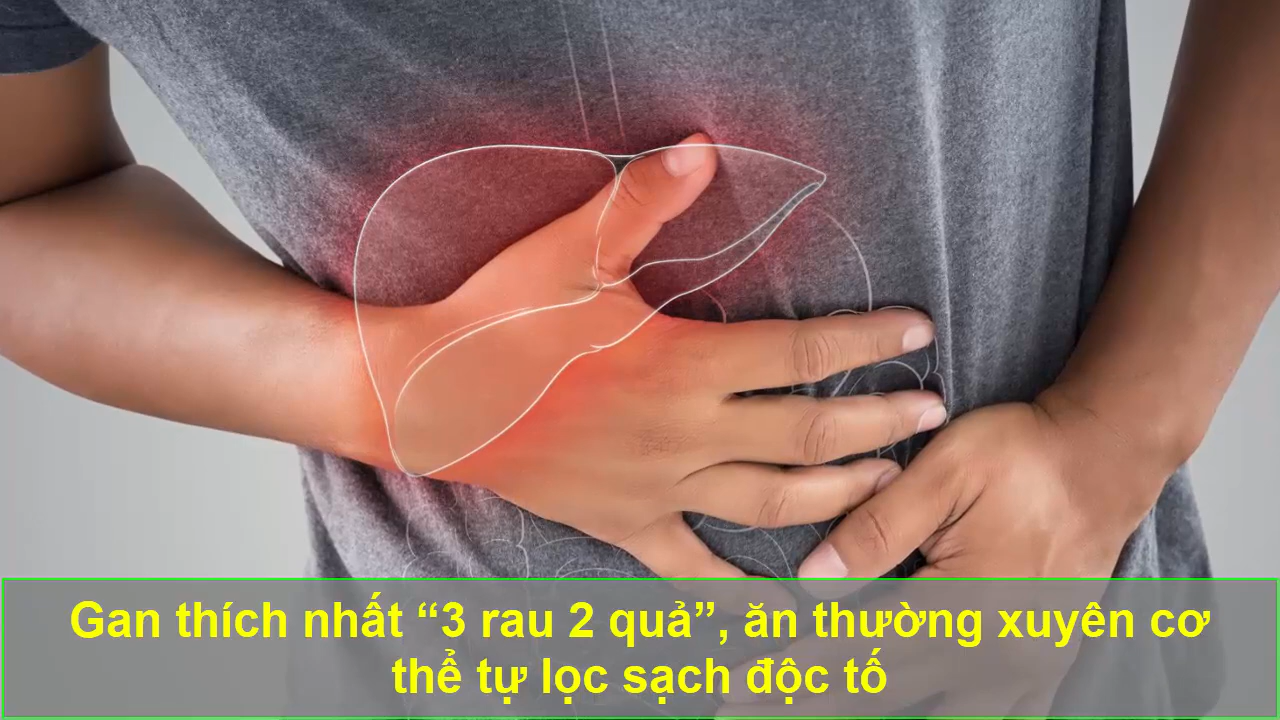 Gan thích nhất “3 rau 2 quả”, ăn thường xuyên cơ
thể tự lọc sạch độc tố